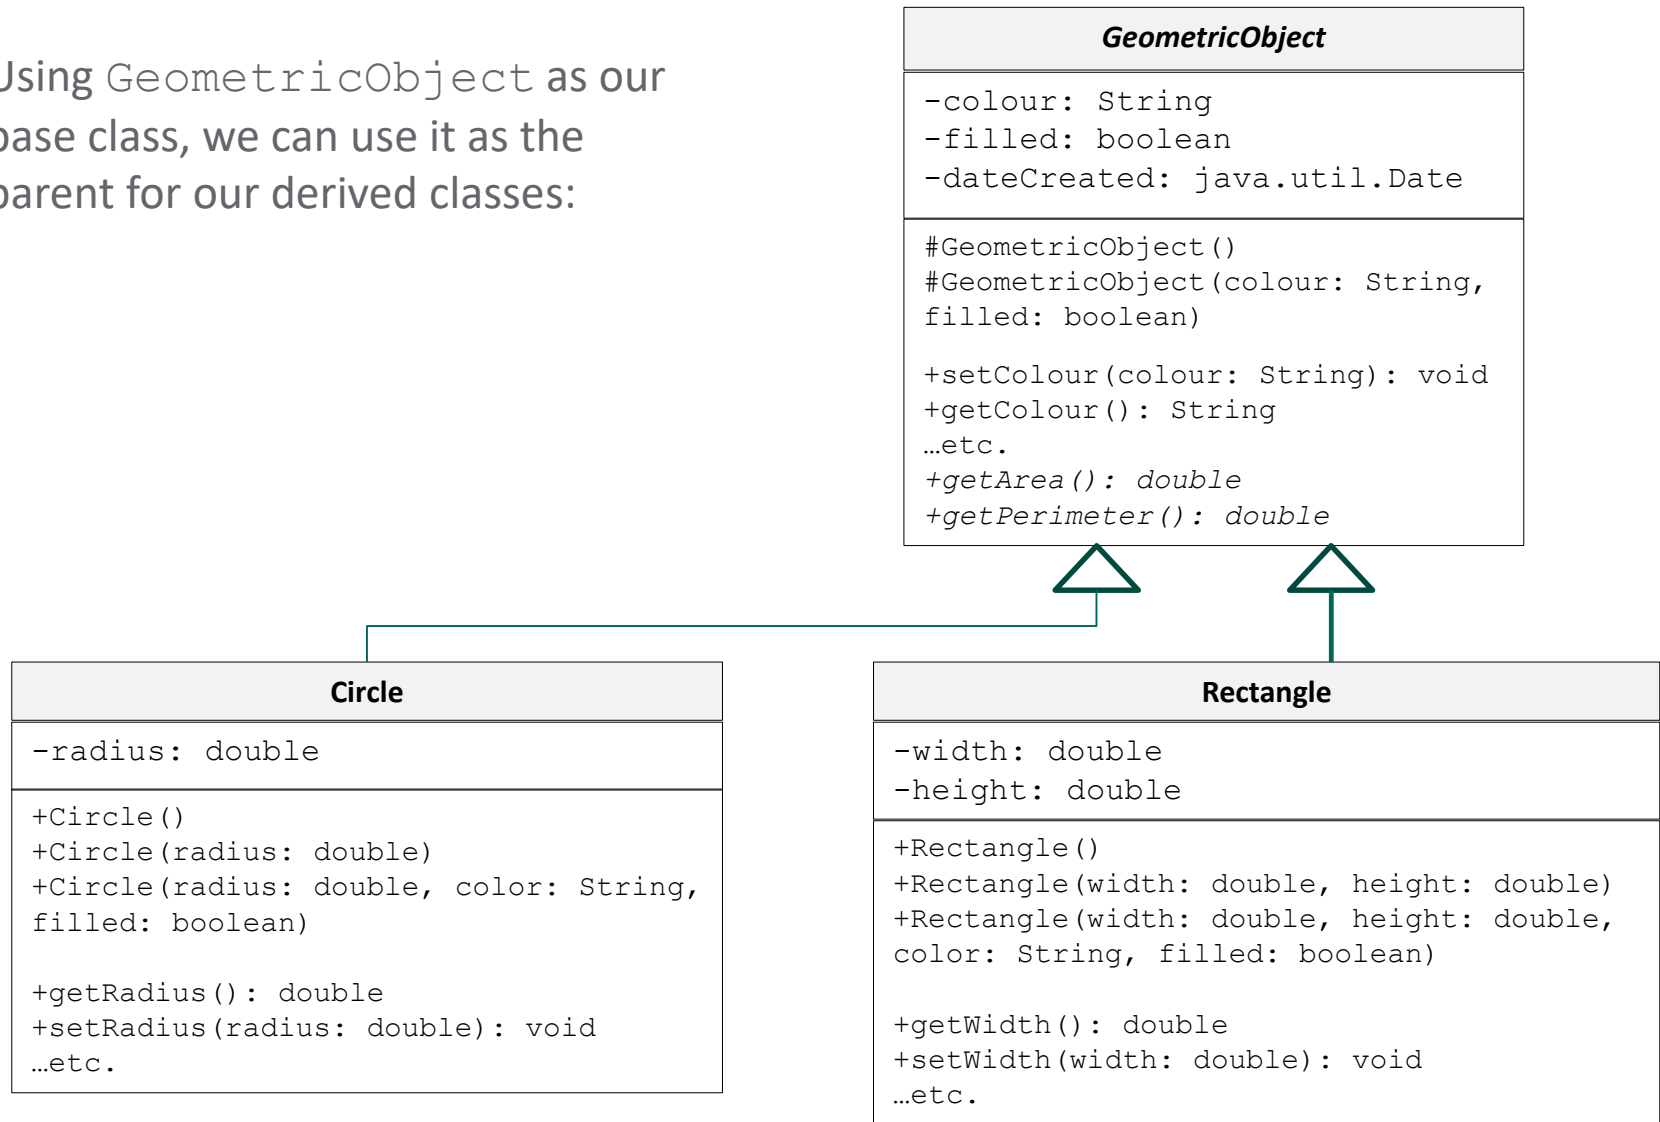 Using GeometricObject as our
base class, we can use it as the
parent for our derived classes:
GeometricObject
-colour: String
-filled: boolean
-dateCreated: java.util.Date
#GeometricObject()
#GeometricObject(colour: String,
filled: boolean)
+setColour(colour: String): void
+getColour(): String
…etc.
+getArea(): double
+getPerimeter(): double
Circle
-radius: double
+Circle()
+Circle(radius: double)
+Circle(radius: double, color: String,
filled: boolean)
+getRadius(): double
+setRadius(radius: double): void
…etc.
Rectangle
-width: double
-height: double
+Rectangle()
+Rectangle(width: double, height: double)
+Rectangle(width: double, height: double,
color: String, filled: boolean)
+getWidth(): double
+setWidth(width: double): void
…etc.